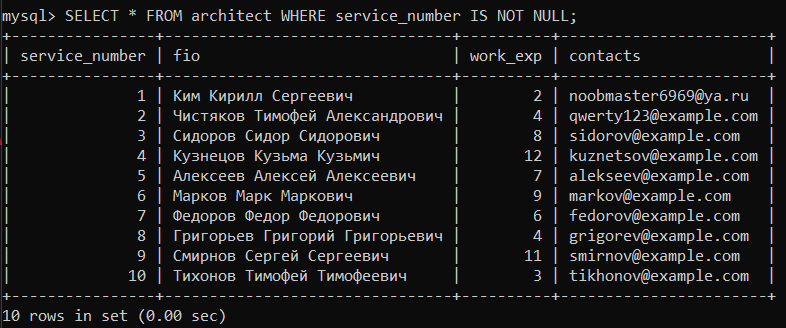 mysql> SELECT * FROM architect WHERE service_number IS NOT NULL;
+----------------+--------------------------------+----------+-----------------------+
| service_number | fio                            | work_exp | contacts              |
+----------------+--------------------------------+----------+-----------------------+
|              1 | Ким Кирилл Сергеевич           |        2 | noobmaster6969@ya.ru  |
|              2 | Чистяков Тимофей Александрович |        4 | qwerty123@example.com |
|              3 | Сидоров Сидор Сидорович        |        8 | sidorov@example.com   |
|              4 | Кузнецов Кузьма Кузьмич        |       12 | kuznetsov@example.com |
|              5 | Алексеев Алексей Алексеевич    |        7 | alekseev@example.com  |
|              6 | Марков Марк Маркович           |        9 | markov@example.com    |
|              7 | Федоров Федор Федорович        |        6 | fedorov@example.com   |
|              8 | Григорьев Григорий Григорьевич |        4 | grigorev@example.com  |
|              9 | Смирнов Сергей Сергеевич       |       11 | smirnov@example.com   |
|             10 | Тихонов Тимофей Тимофеевич     |        3 | tikhonov@example.com  |
+----------------+--------------------------------+----------+-----------------------+
10 rows in set (0.00 sec)